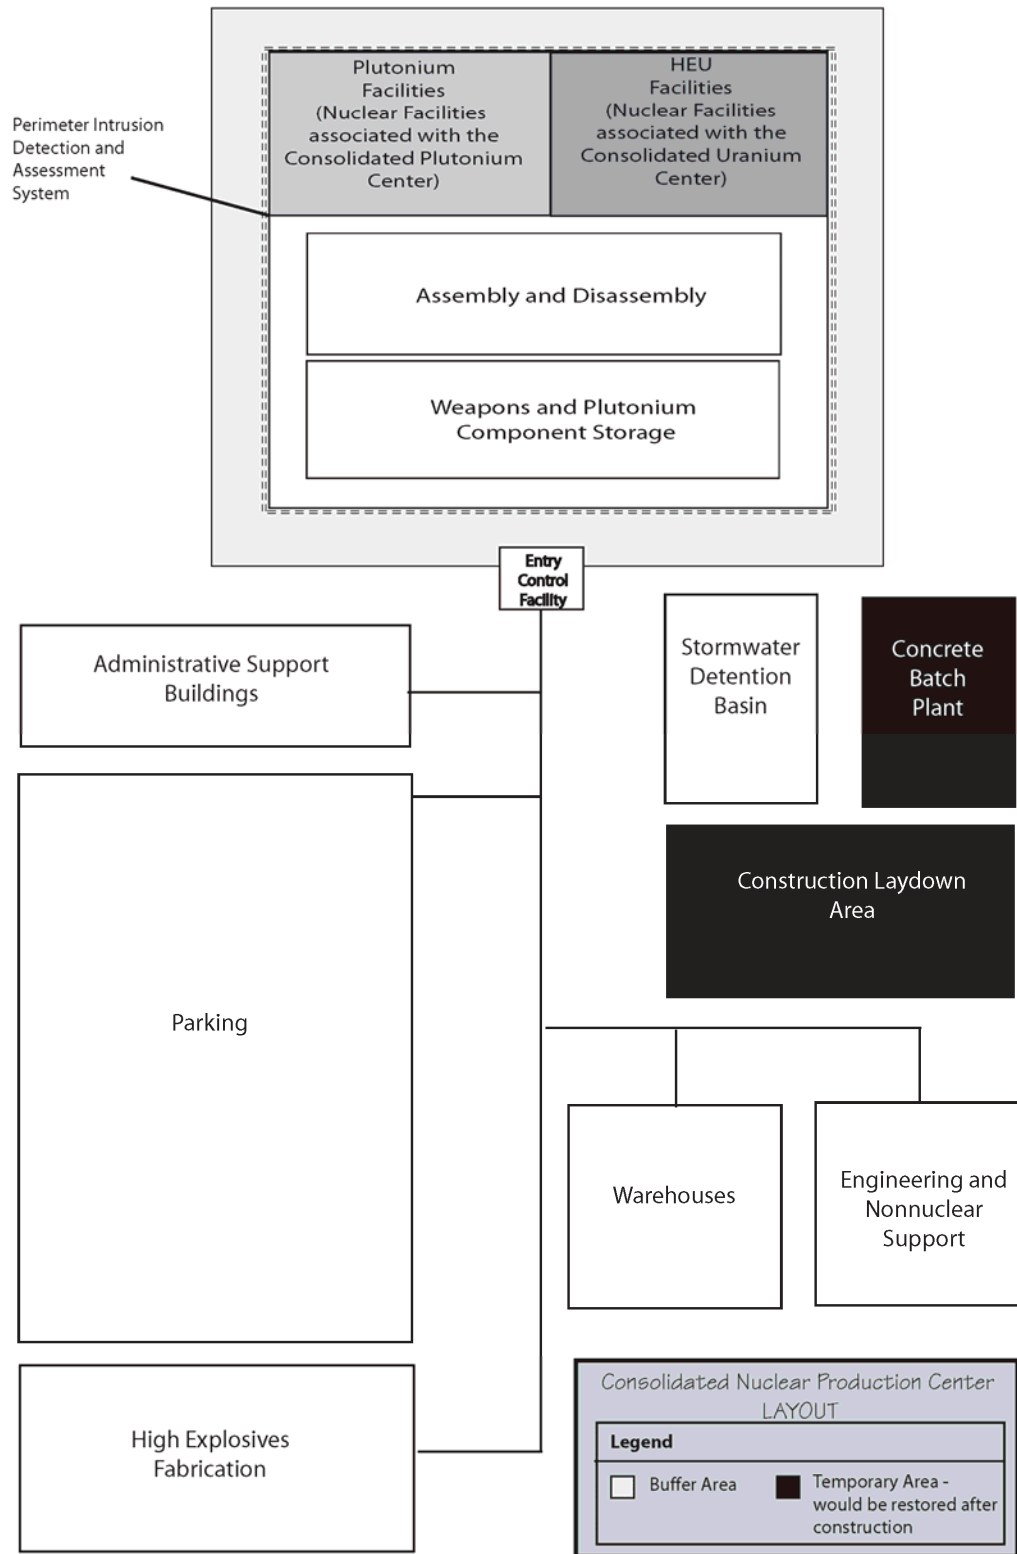 Plutonium
Facilities
(Nuclear Facilities
associated with the
Consolidated Plutonium
Center)
HEU
Facilities
(Nuclear Facilities
associated with the
Consolidated Uranium
Center)
Perimeter Intrusion
Detection and
Assessment
System
Assembly and Disassembly
Weapons and Plutonium
Component Storage
Entry
Control
Facility
Administrative Support
Buildings
Stormwater
Detention
Basin
Concrete
Batch
Plant
Construction Laydown
Area
Parking
Warehouses
Engineering and
Nonnuclear
Support
High Explosives
Fabrication
Consolidated Nuclear Production Center
LAYOUT
Legend
Buffer Area
Temporary Area -
would be restored after
construction